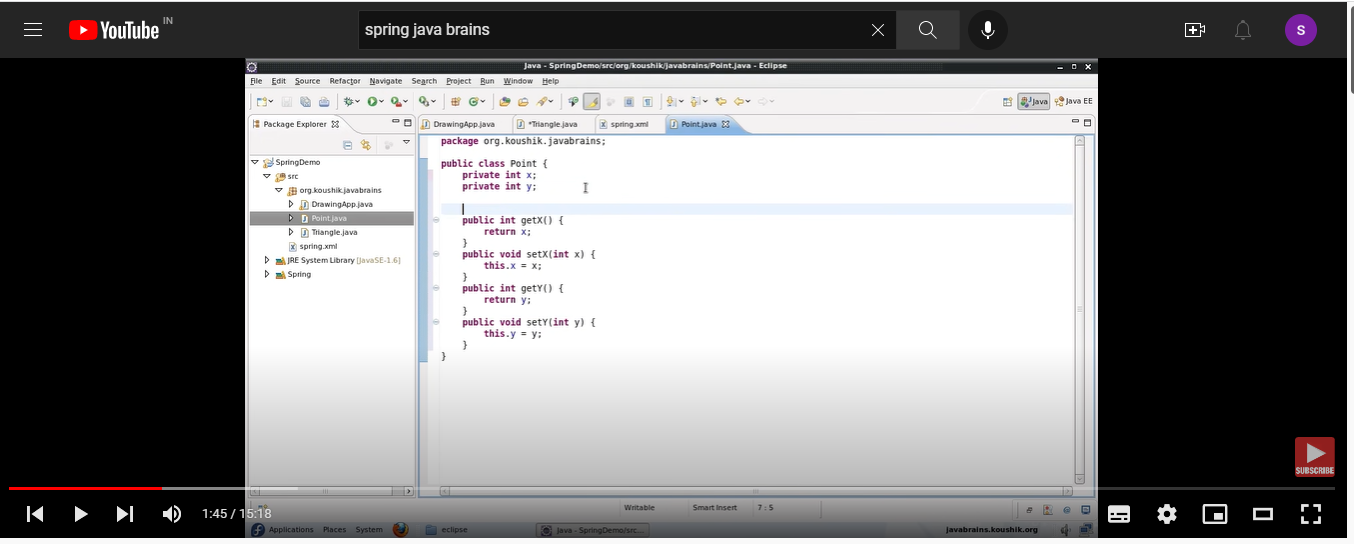 YouTube IN
spring java brains
S
Java - SpringDemo/src/org/koushik/javabrains/Point.java - Eclipse
File Edit Source Refactor Navigate Search Project Run Window Help
Java Java EE
Package Explorer
DrawingApp.java *Triangle.java spring.xml Point.java
SpringDemo
src
org.koushik.javabrains
DrawingApp.java
Point.java
Triangle.java
spring.xml
JRE System Library [JavaSE-1.6]
Spring
package org.koushik.javabrains;
public class Point {
private int x;
private int y;
public int getX() {
return x;
}
public void setX(int x) {
this.x = x;
}
public int getY() {
return y;
}
public void setY(int y) {
this.y = y;
}
}
SUBSCRIBE
Writable Smart Insert 7 : 5
1:45 / 15:18
Applications Places System eclipse Java - SpringDemo/src... javabrains.koushik.org